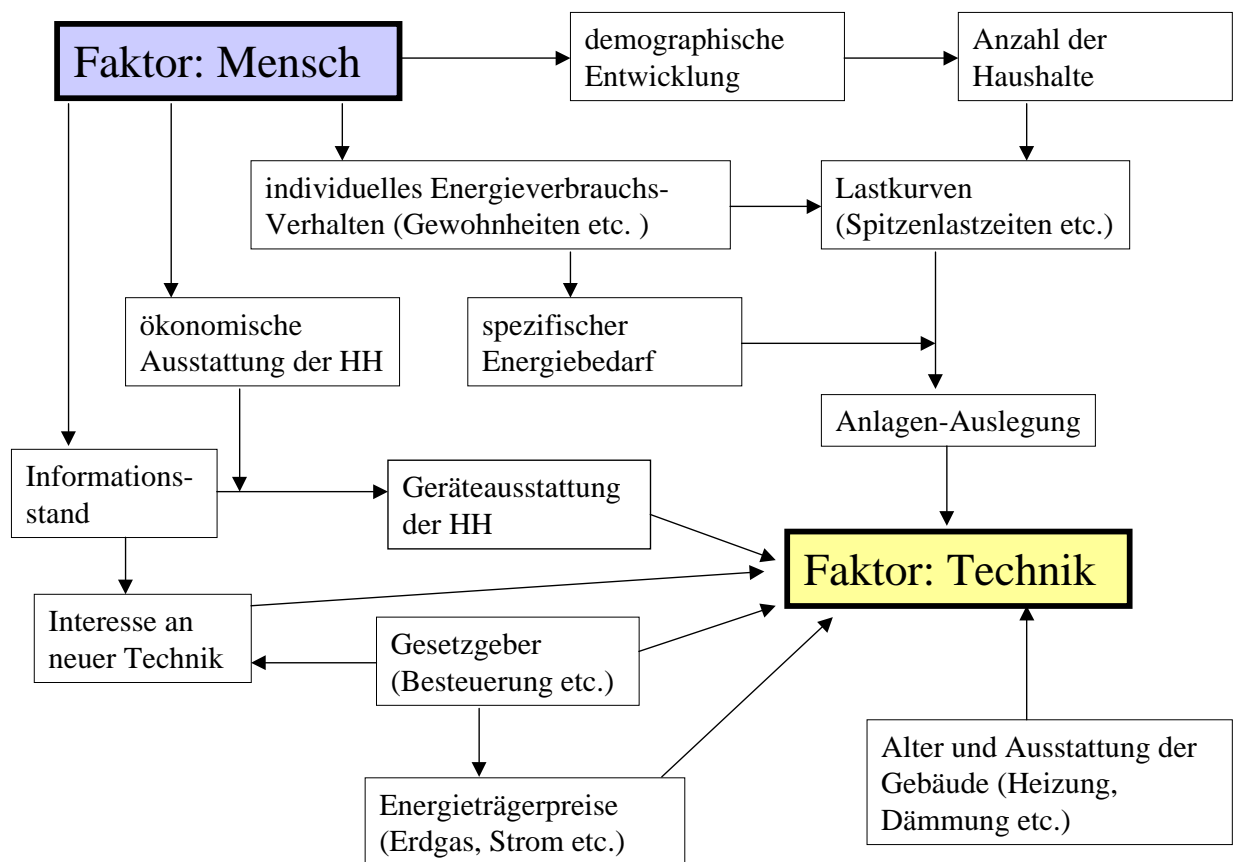 Faktor: Mensch
demographische
Entwicklung
Anzahl der
Haushalte
individuelles Energieverbrauchs-
Verhalten (Gewohnheiten etc. )
Lastkurven
(Spitzenlastzeiten etc.)
ökonomische
Ausstattung der HH
spezifischer
Energiebedarf
Anlagen-Auslegung
Informations-
stand
Geräteausstattung
der HH
Faktor: Technik
Interesse an
neuer Technik
Gesetzgeber
(Besteuerung etc.)
Alter und Ausstattung der
Gebäude (Heizung,
Dämmung etc.)
Energieträgerpreise
(Erdgas, Strom etc.)